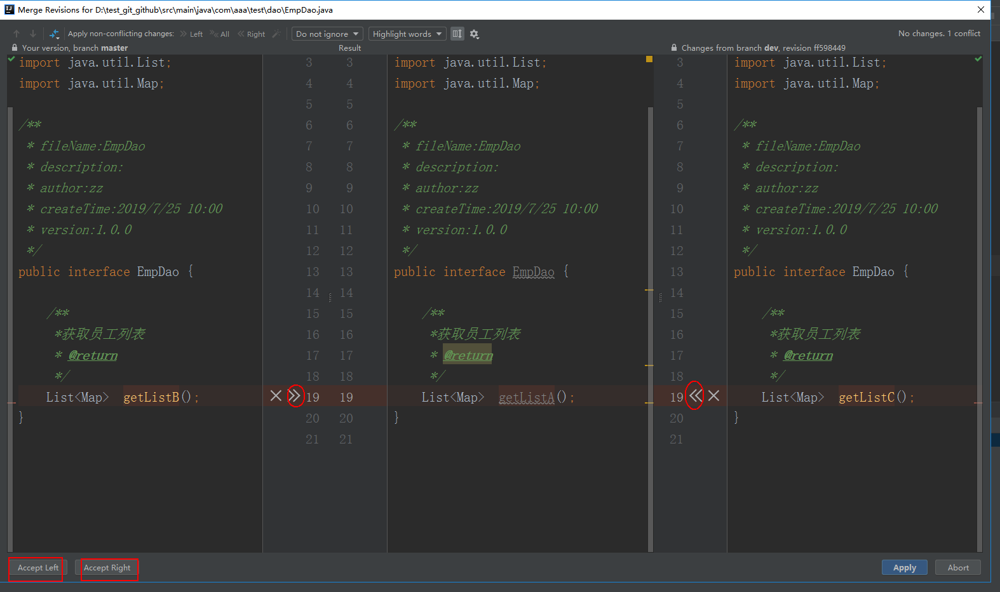 Merge Revisions for D:\test_git_github\src\main\java\com\aaa\test\dao\EmpDao.java
Apply non-conflicting changes: Left All Right Do not ignore Highlight words No changes. 1 conflict
Your version, branch master Result Changes from branch dev, revision ff598449
import java.util.List; 3 3 import java.util.List; 3 import java.util.List;
import java.util.Map; 4 4 import java.util.Map; 4 import java.util.Map;
5 5 5
/** 6 6 /** 6 /**
* fileName:EmpDao 7 7 * fileName:EmpDao 7 * fileName:EmpDao
* description: 8 8 * description: 8 * description:
* author:zz 9 9 * author:zz 9 * author:zz
* createTime:2019/7/25 10:00 10 10 * createTime:2019/7/25 10:00 10 * createTime:2019/7/25 10:00
* version:1.0.0 11 11 * version:1.0.0 11 * version:1.0.0
*/ 12 12 */ 12 */
public interface EmpDao { 13 13 public interface EmpDao { 13 public interface EmpDao {
14 14 14
/** 15 15 /** 15 /**
*获取员工列表 16 16 *获取员工列表 16 *获取员工列表
* @return 17 17 * @return 17 * @return
*/ 18 18 */ 18 */
List<Map> getListB(); 19 19 List<Map> getListA(); 19 List<Map> getListC();
} 20 20 } 20 }
21 21 21
Accept Left Accept Right Apply Abort